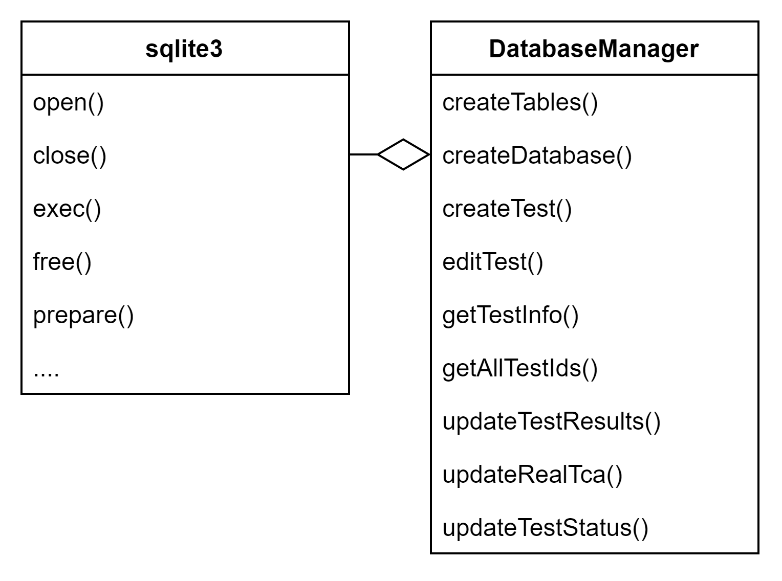 sqlite3
open()
close()
exec()
free()
prepare()
....
DatabaseManager
createTables()
createDatabase()
createTest()
editTest()
getTestInfo()
getAllTestIds()
updateTestResults()
updateRealTca()
updateTestStatus()